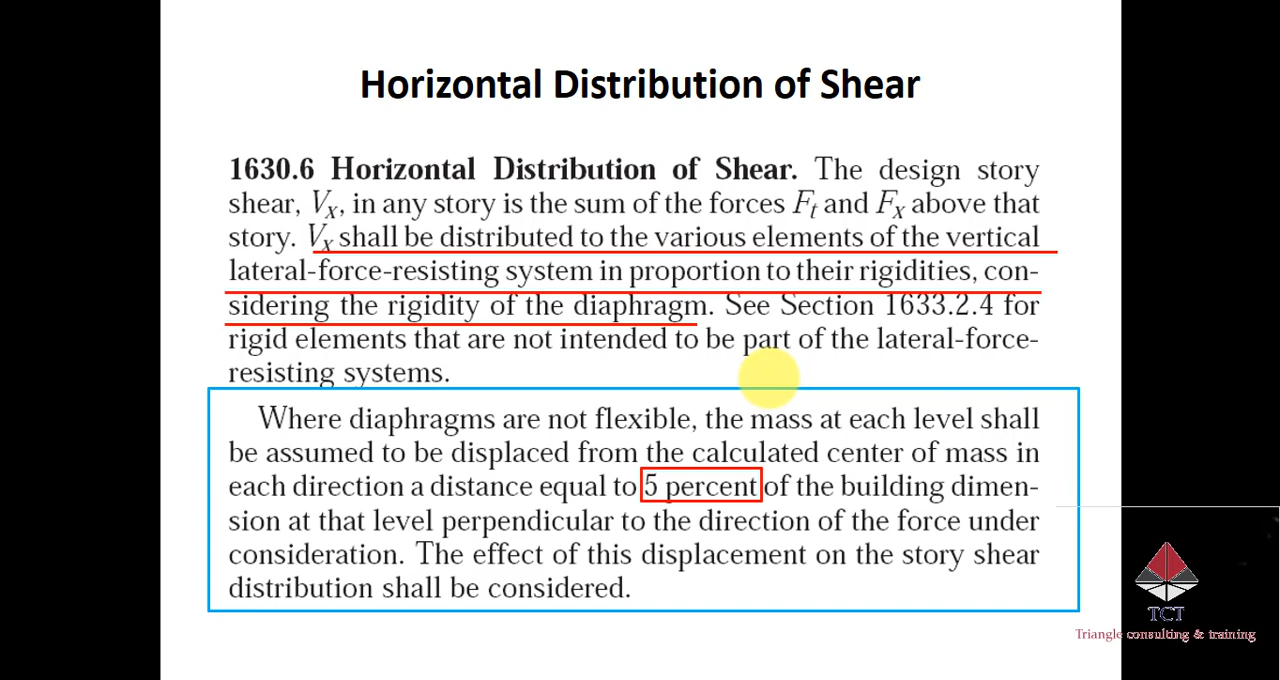 Horizontal Distribution of Shear
1630.6 Horizontal Distribution of Shear. The design story
shear, Vx, in any story is the sum of the forces Ft and Fx above that
story. Vx shall be distributed to the various elements of the vertical
lateral-force-resisting system in proportion to their rigidities, con-
sidering the rigidity of the diaphragm. See Section 1633.2.4 for
rigid elements that are not intended to be part of the lateral-force-
resisting systems.
Where diaphragms are not flexible, the mass at each level shall
be assumed to be displaced from the calculated center of mass in
each direction a distance equal to 5 percent of the building dimen-
sion at that level perpendicular to the direction of the force under
consideration. The effect of this displacement on the story shear
distribution shall be considered.
TCT
Triangle consulting & training